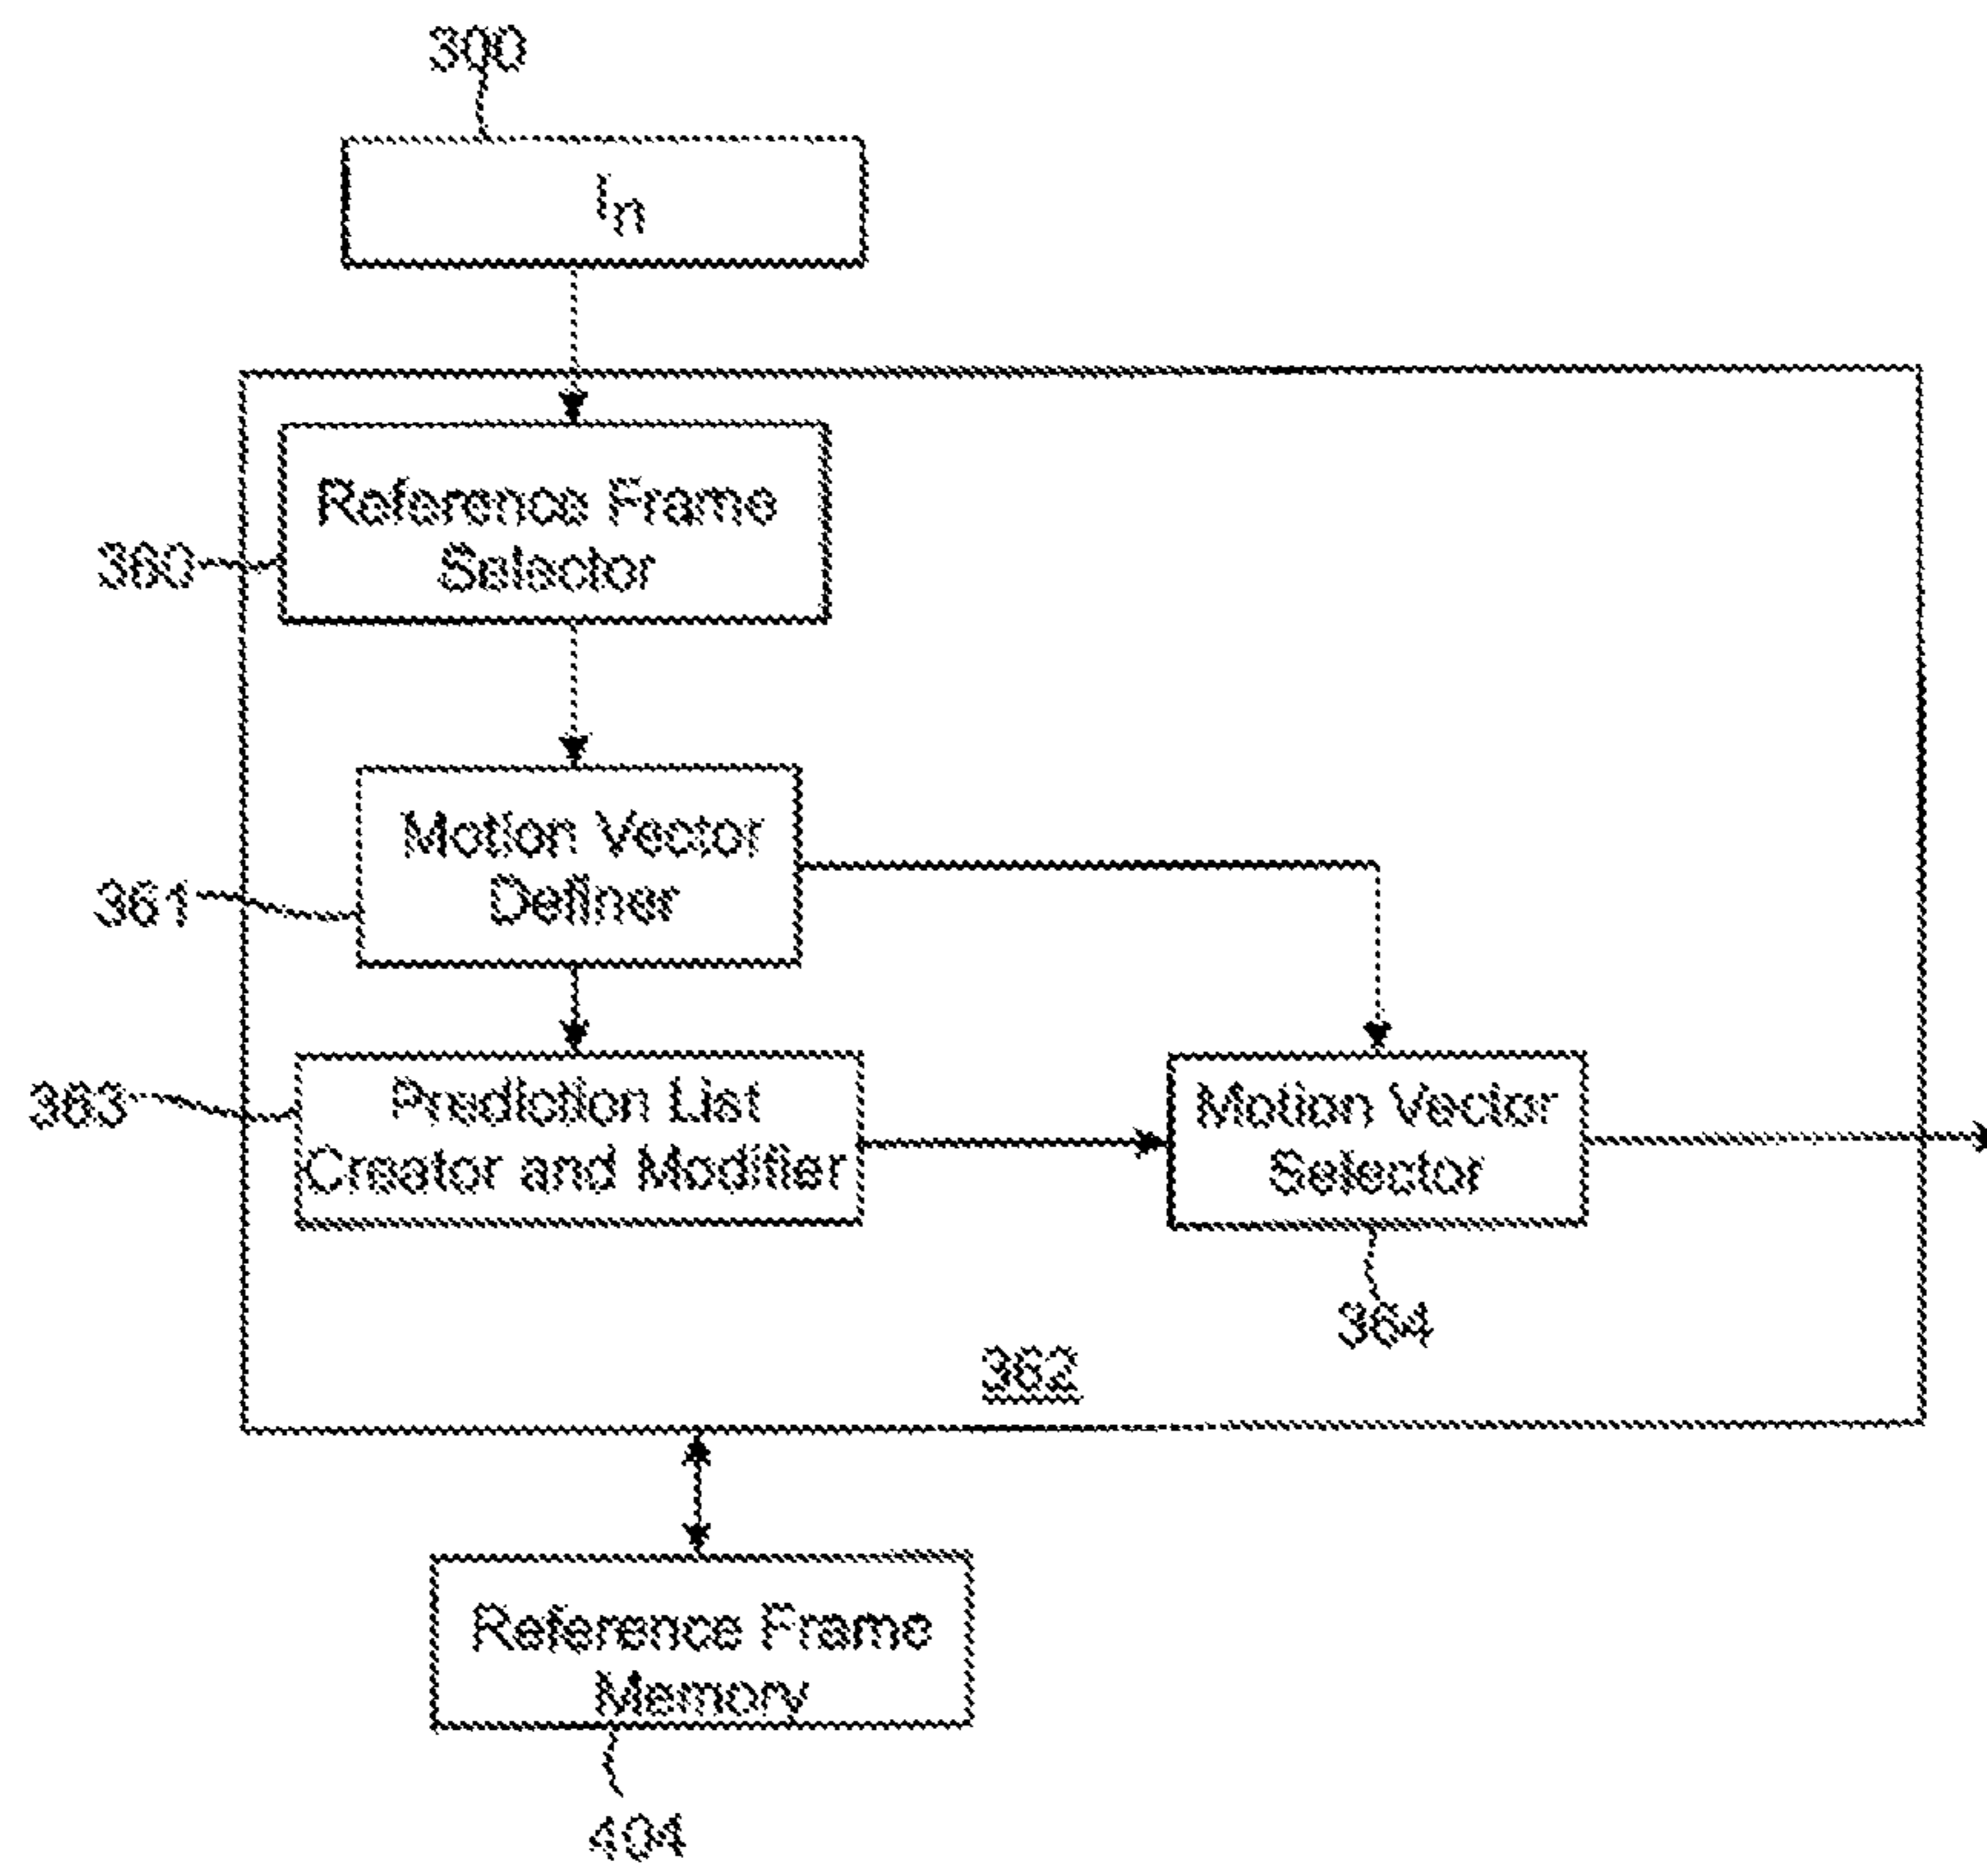 300
In
Reference Frame
Selector
360
Motion Vector
Definer
361
Prediction List
Creator and Modifier
363
Motion Vector
Selector
364
362
Reference Frame
Memory
404